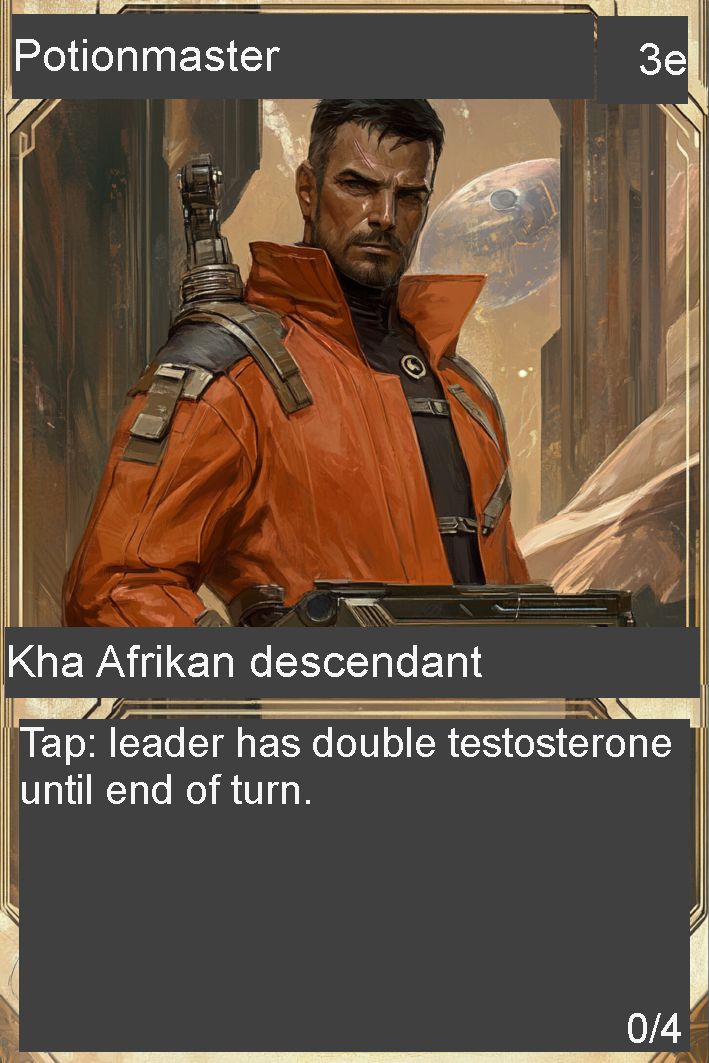 Potionmaster
3e
Kha Afrikan descendant
Tap: leader has double testosterone
until end of turn.
0/4